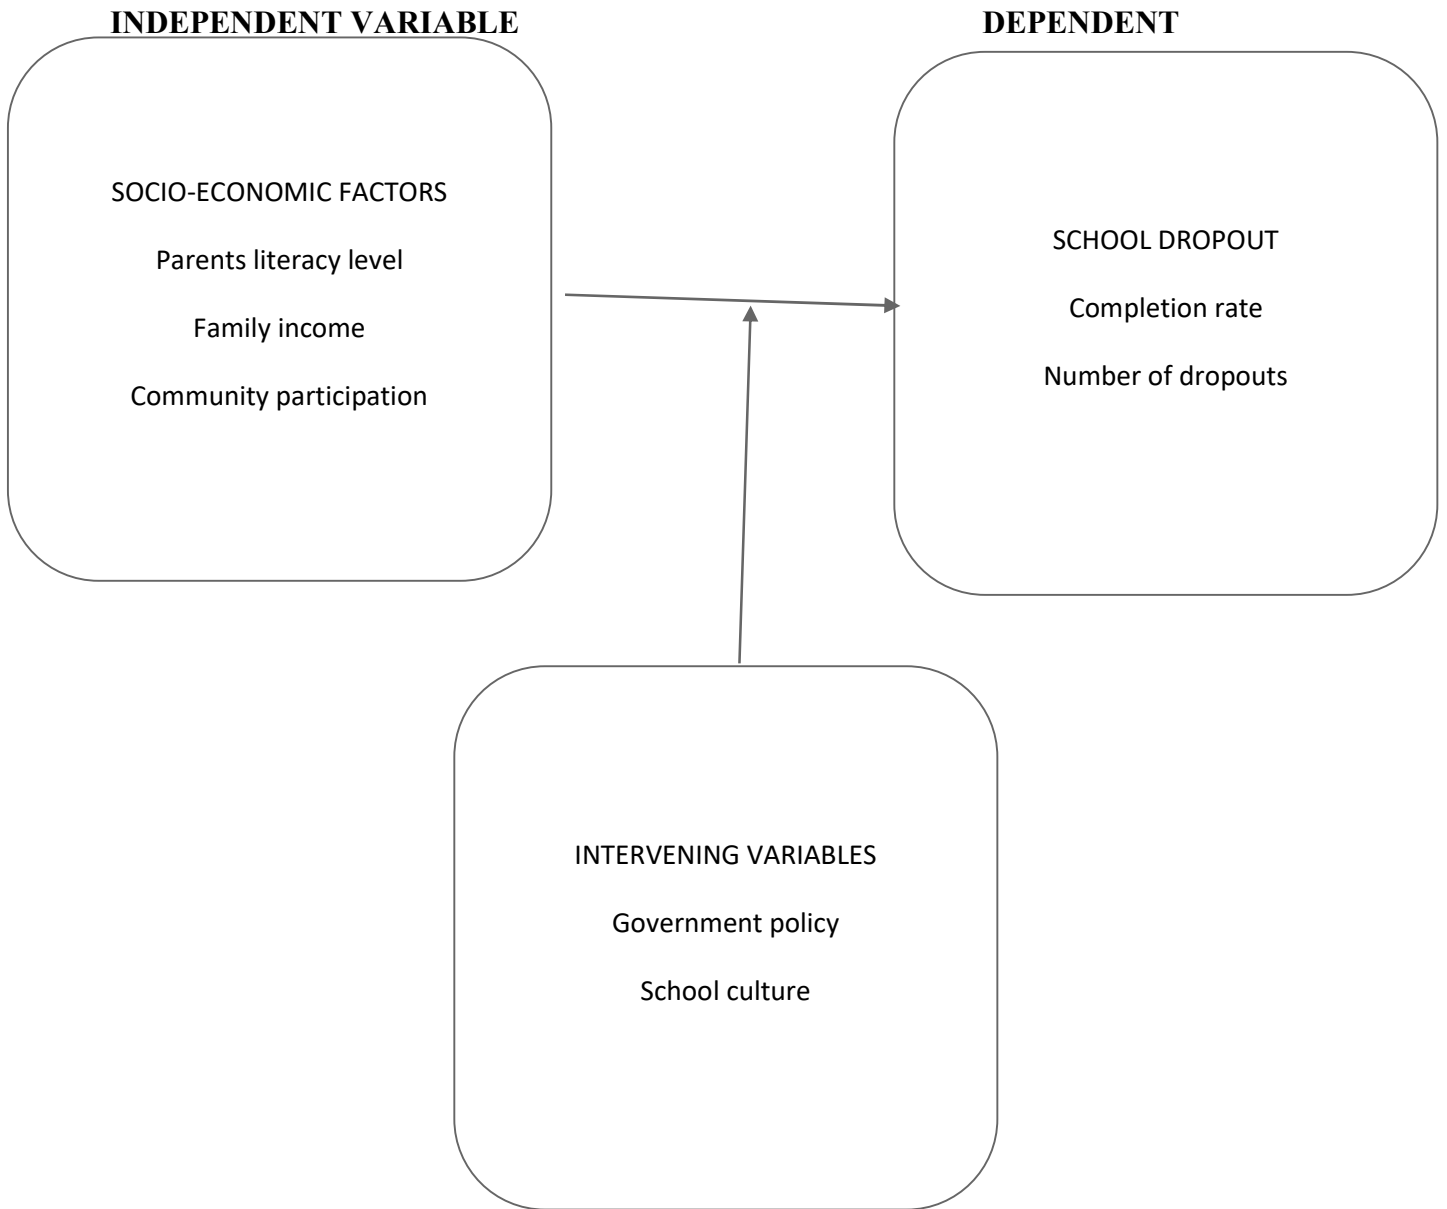 INDEPENDENT VARIABLE
DEPENDENT
SOCIO-ECONOMIC FACTORS
Parents literacy level
Family income
Community participation
SCHOOL DROPOUT
Completion rate
Number of dropouts
INTERVENING VARIABLES
Government policy
School culture